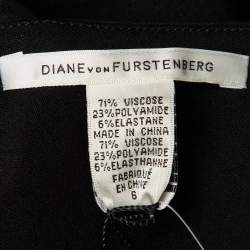 DIANE VON FURSTENBERG
71% VISCOSE
23% POLYAMIDE
6% ELASTANE
MADE IN CHINA
71% VISCOSE
23% POLYAMIDE
6% ELASTHANNE
FABRIQUÉ
EN CHINE
6